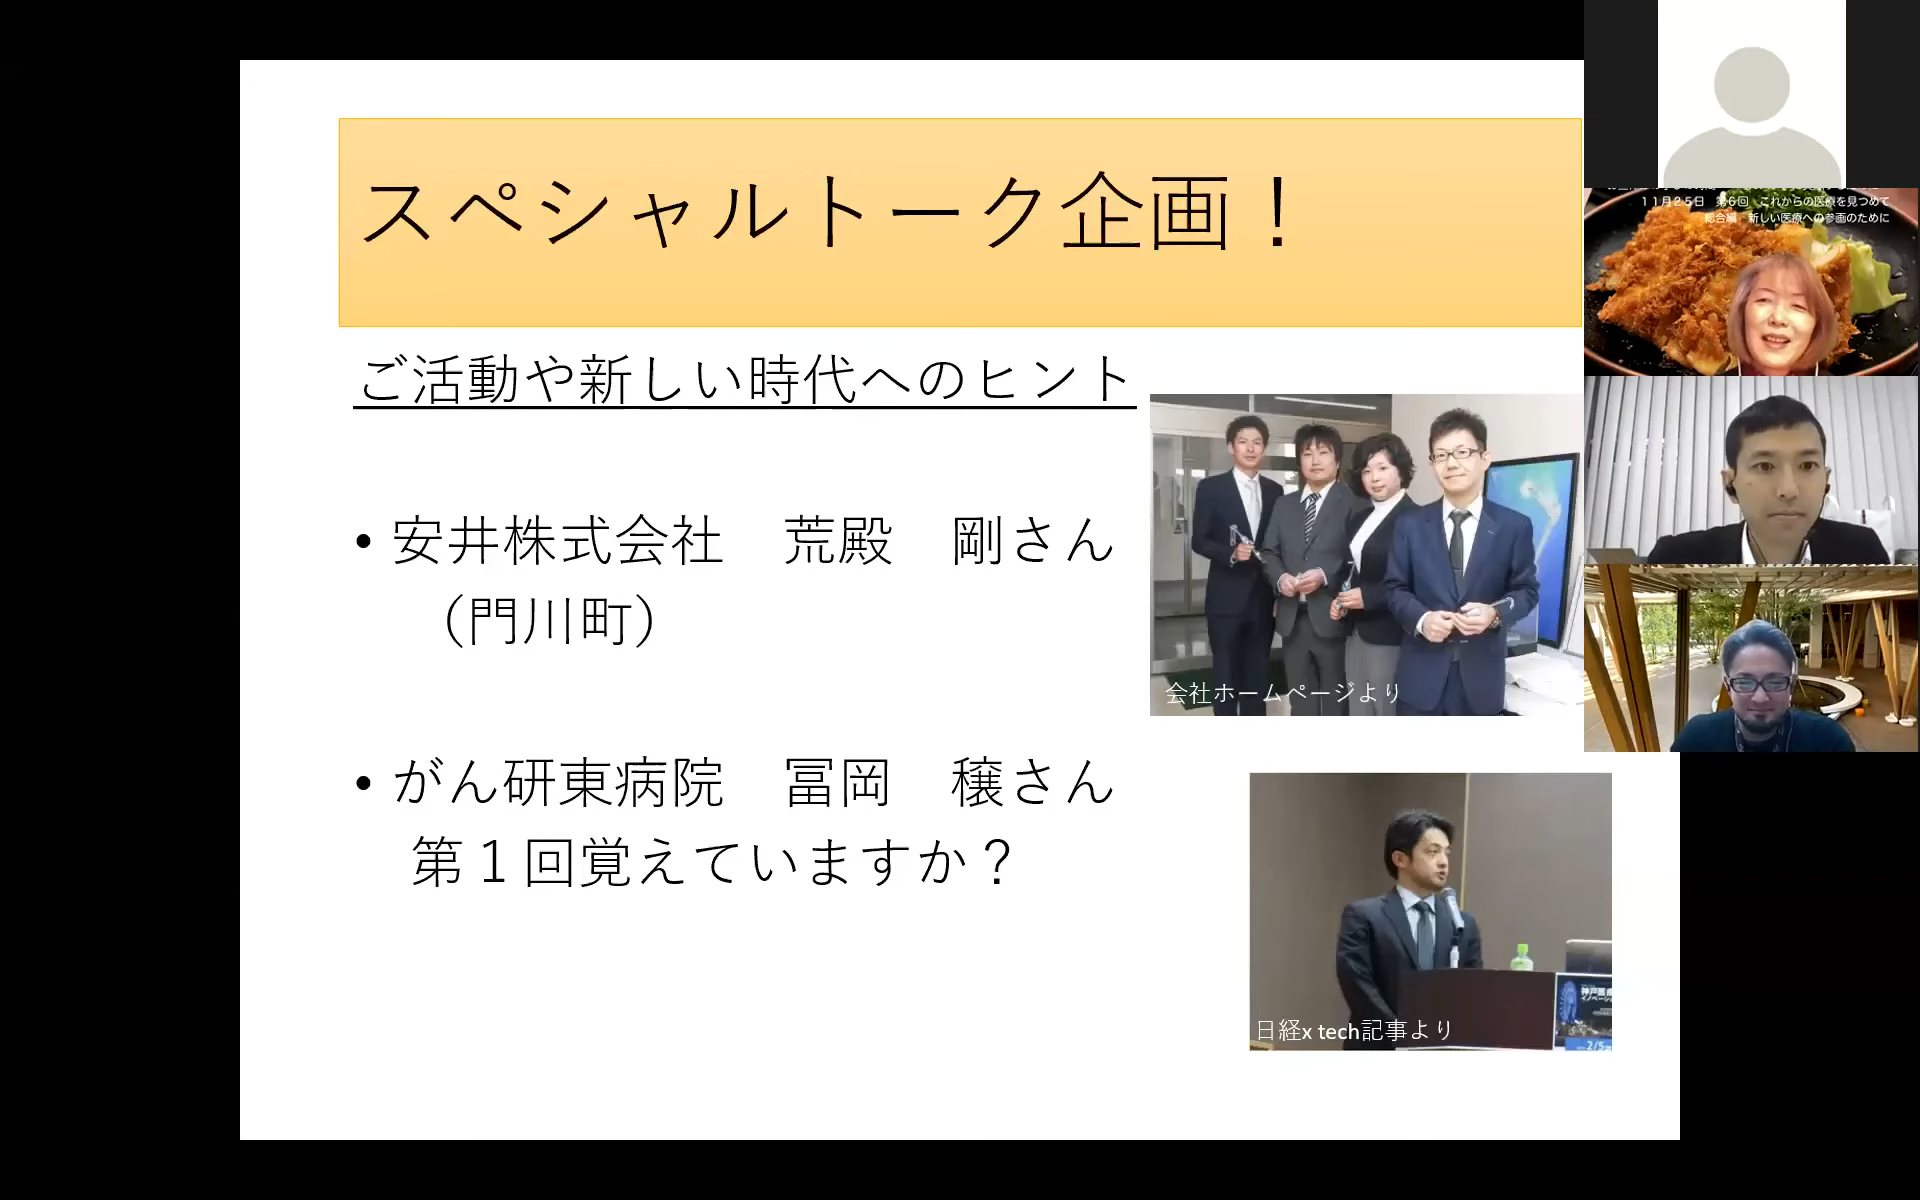 スペシャルトーク企画！
ご活動や新しい時代へのヒント
• 安井株式会社　荒殿　剛さん
（門川町）
• がん研東病院　冨岡　穣さん
第１回覚えていますか？
会社ホームページより
日経x tech記事より
2/5
１１月２５日　第6回　これからの医療を見つめて
総合編　新しい医療への参画のために